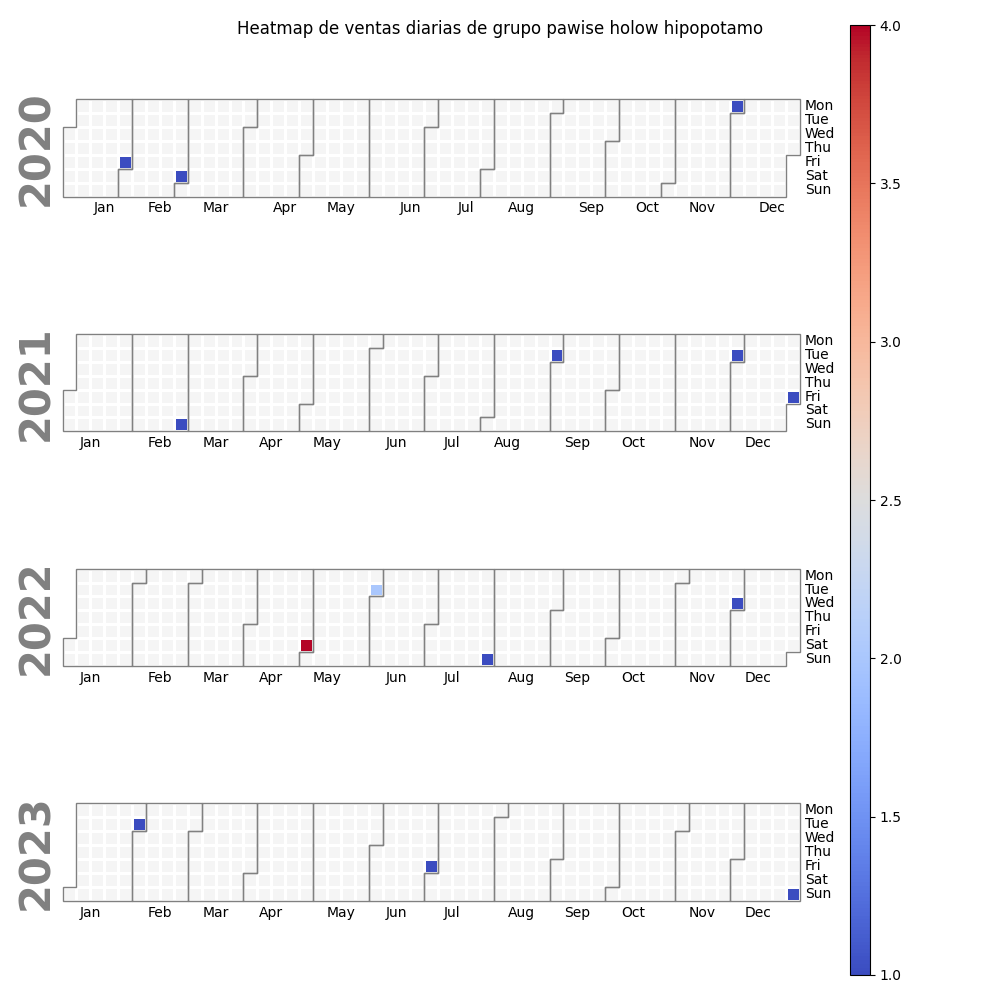 Heatmap de ventas diarias de grupo pawise holow hipopotamo
2020
Mon
Tue
Wed
Thu
Fri
Sat
Sun
Jan Feb Mar Apr May Jun Jul Aug Sep Oct Nov Dec
2021
Mon
Tue
Wed
Thu
Fri
Sat
Sun
Jan Feb Mar Apr May Jun Jul Aug Sep Oct Nov Dec
2022
Mon
Tue
Wed
Thu
Fri
Sat
Sun
Jan Feb Mar Apr May Jun Jul Aug Sep Oct Nov Dec
2023
Mon
Tue
Wed
Thu
Fri
Sat
Sun
Jan Feb Mar Apr May Jun Jul Aug Sep Oct Nov Dec
4.0
3.5
3.0
2.5
2.0
1.5
1.0